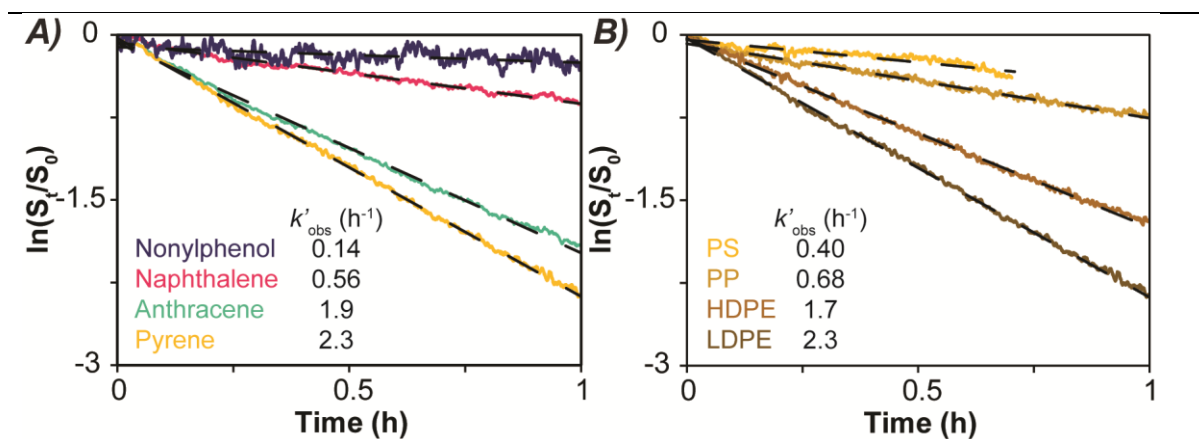 A)
ln(St/S0)
0
-1.5
-3
k'obs (h-1)
Nonylphenol 0.14
Naphthalene 0.56
Anthracene 1.9
Pyrene 2.3
0 0.5 1
Time (h)
B)
ln(St/S0)
0
-1.5
-3
k'obs (h-1)
PS 0.40
PP 0.68
HDPE 1.7
LDPE 2.3
0 0.5 1
Time (h)